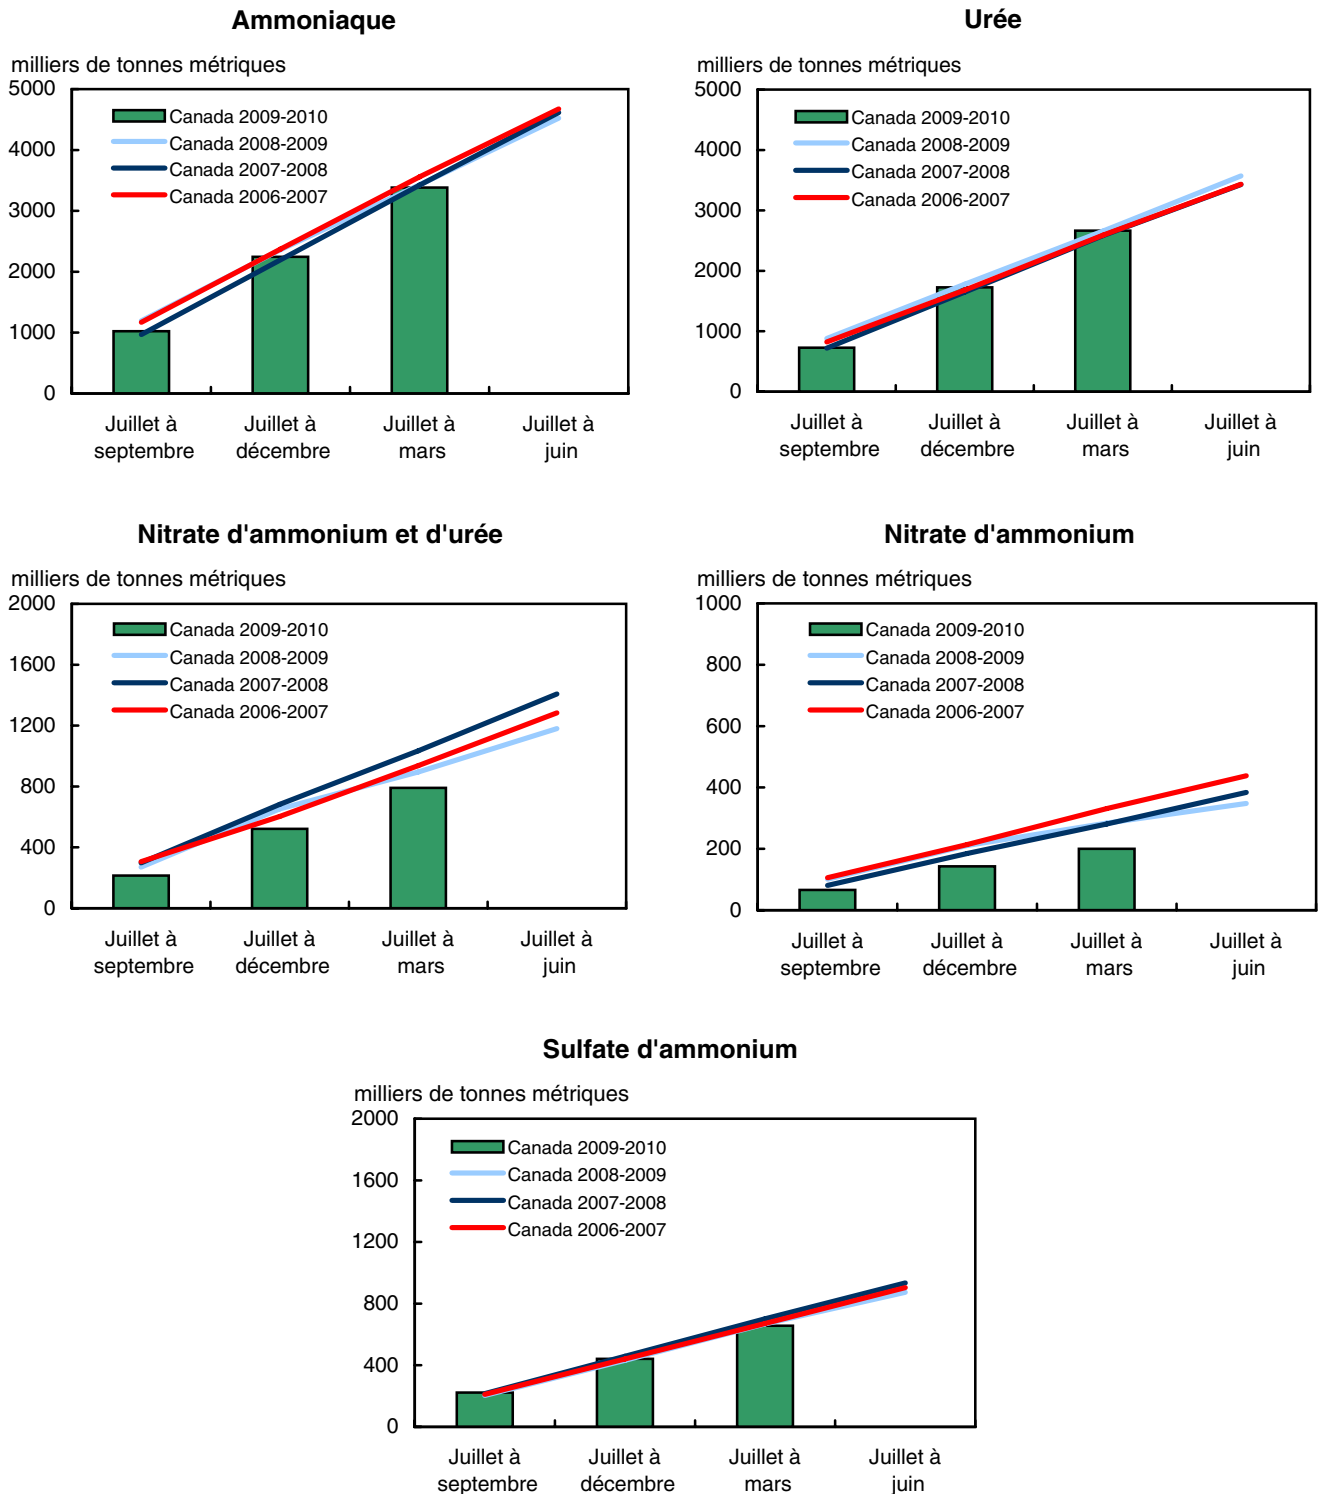 Ammoniaque
milliers de tonnes métriques
5000
4000
3000
2000
1000
0
Canada 2009-2010
Canada 2008-2009
Canada 2007-2008
Canada 2006-2007
Juillet à septembre
Juillet à décembre
Juillet à mars
Juillet à juin
Urée
milliers de tonnes métriques
5000
4000
3000
2000
1000
0
Canada 2009-2010
Canada 2008-2009
Canada 2007-2008
Canada 2006-2007
Juillet à septembre
Juillet à décembre
Juillet à mars
Juillet à juin
Nitrate d'ammonium et d'urée
milliers de tonnes métriques
2000
1600
1200
800
400
0
Canada 2009-2010
Canada 2008-2009
Canada 2007-2008
Canada 2006-2007
Juillet à septembre
Juillet à décembre
Juillet à mars
Juillet à juin
Nitrate d'ammonium
milliers de tonnes métriques
1000
800
600
400
200
0
Canada 2009-2010
Canada 2008-2009
Canada 2007-2008
Canada 2006-2007
Juillet à septembre
Juillet à décembre
Juillet à mars
Juillet à juin
Sulfate d'ammonium
milliers de tonnes métriques
2000
1600
1200
800
400
0
Canada 2009-2010
Canada 2008-2009
Canada 2007-2008
Canada 2006-2007
Juillet à septembre
Juillet à décembre
Juillet à mars
Juillet à juin